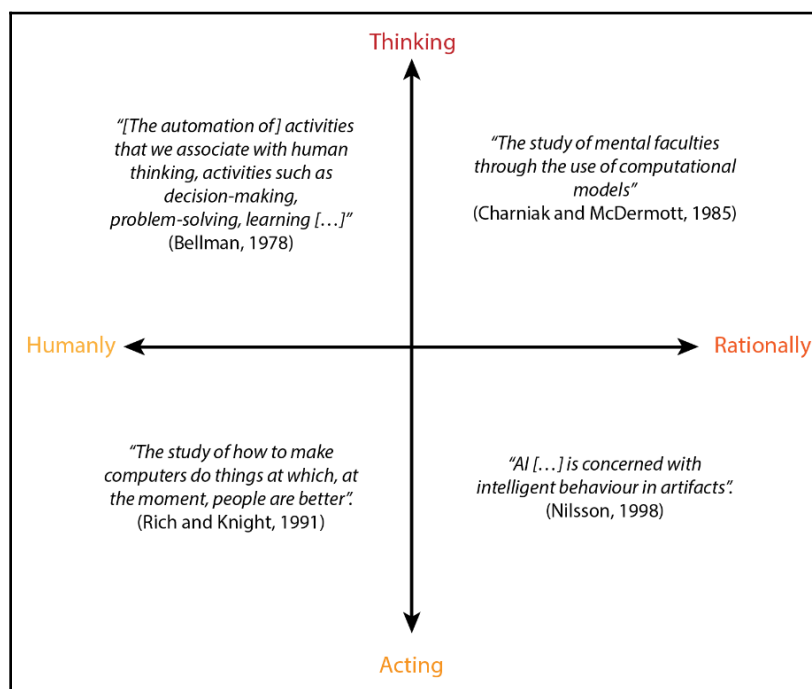 Thinking
“[The automation of] activities
that we associate with human
thinking, activities such as
decision-making,
problem-solving, learning […]”
(Bellman, 1978)
“The study of mental faculties
through the use of computational
models”
(Charniak and McDermott, 1985)
Humanly
Rationally
“The study of how to make
computers do things at which, at
the moment, people are better”.
(Rich and Knight, 1991)
“AI […] is concerned with
intelligent behaviour in artifacts”.
(Nilsson, 1998)
Acting